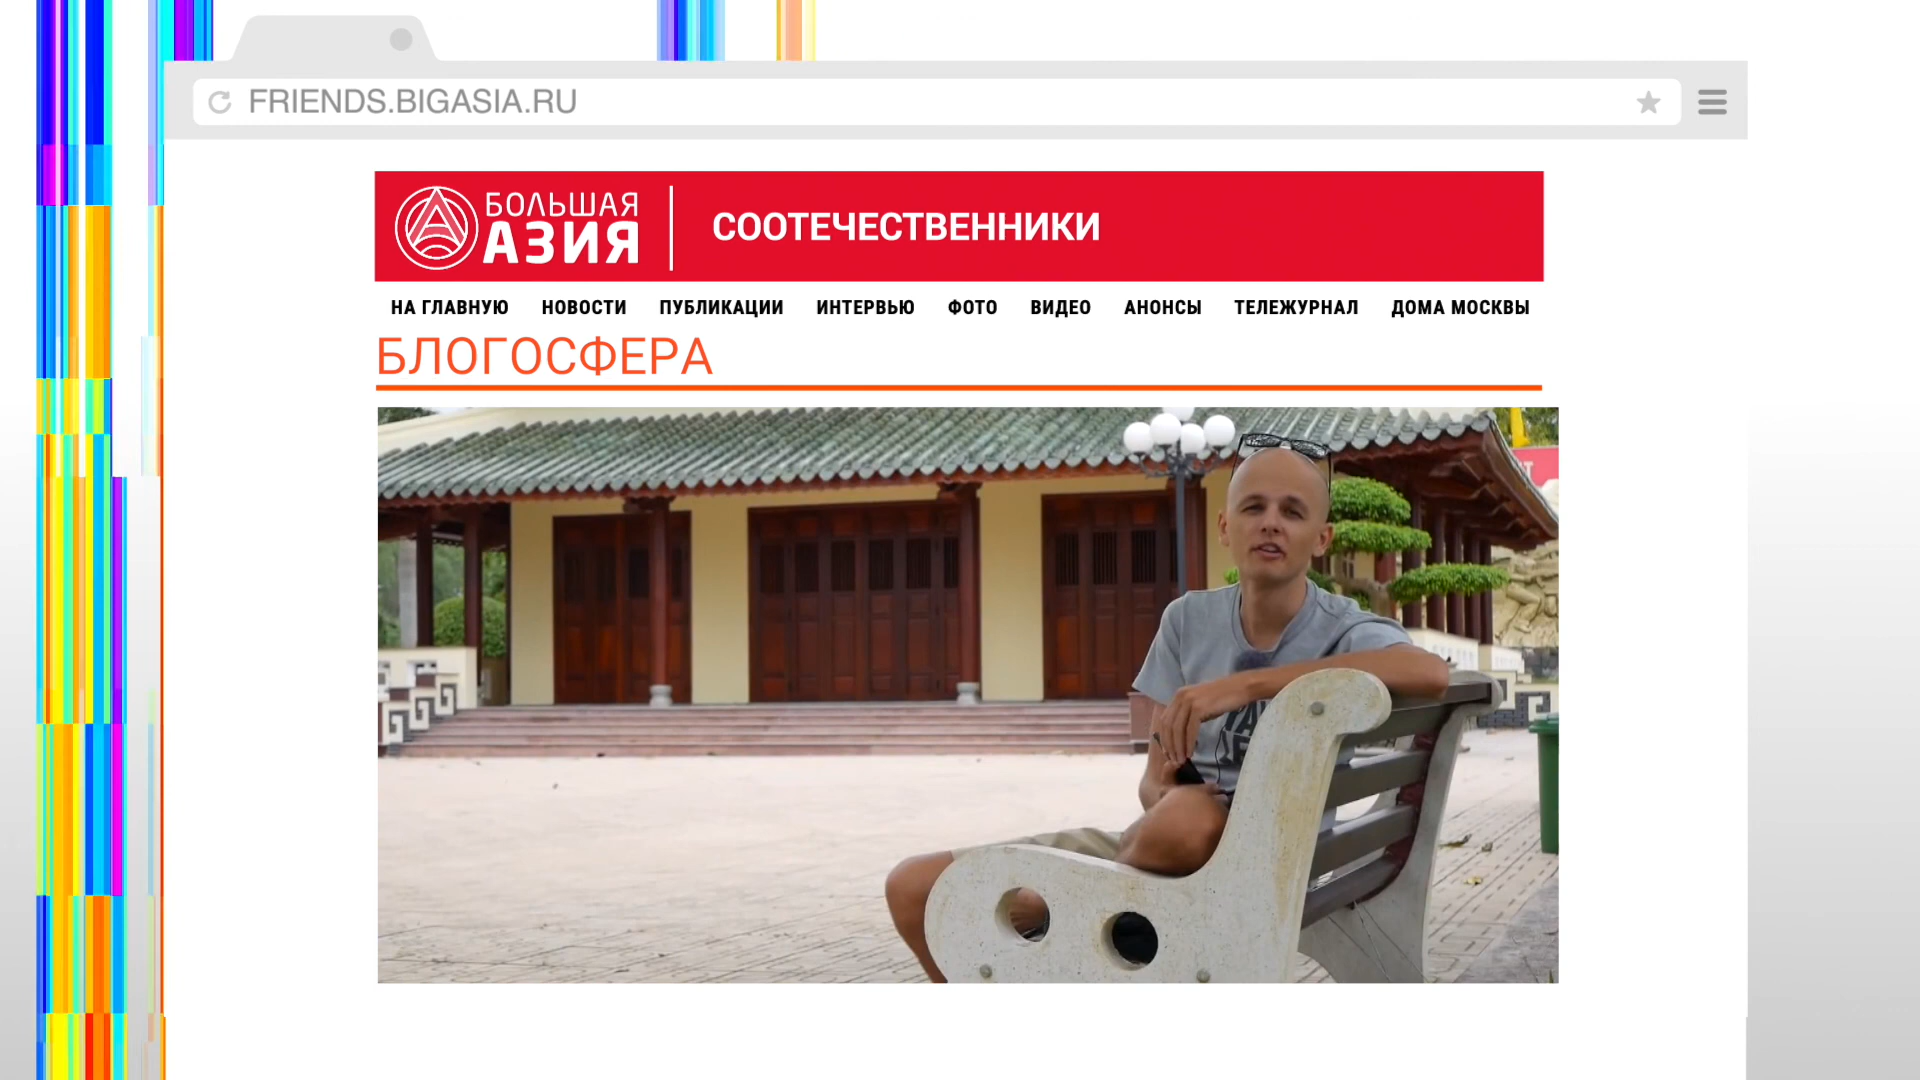 FRIENDS.BIGASIA.RU
БОЛЬШАЯ
АЗИЯ
СООТЕЧЕСТВЕННИКИ
НА ГЛАВНУЮ НОВОСТИ ПУБЛИКАЦИИ ИНТЕРВЬЮ ФОТО ВИДЕО АНОНСЫ ТЕЛЕЖУРНАЛ ДОМА МОСКВЫ
БЛОГОСФЕРА